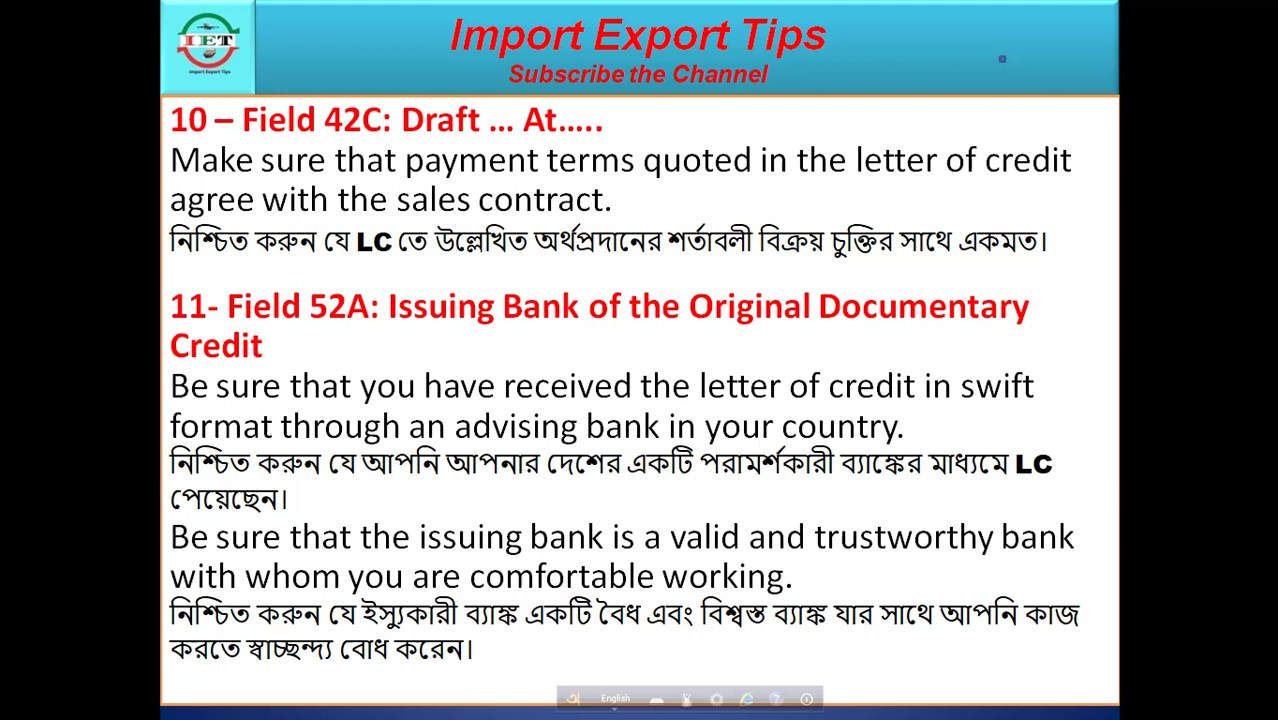 IET
Import Export Tips
Import Export Tips
Subscribe the Channel
10 – Field 42C: Draft … At…..
Make sure that payment terms quoted in the letter of credit
agree with the sales contract.
নিশ্চিত করুন যে LC তে উল্লেখিত অর্থপ্রদানের শর্তাবলী বিক্রয় চুক্তির সাথে একমত।
11- Field 52A: Issuing Bank of the Original Documentary
Credit
Be sure that you have received the letter of credit in swift
format through an advising bank in your country.
নিশ্চিত করুন যে আপনি আপনার দেশের একটি পরামর্শকারী ব্যাঙ্কের মাধ্যমে LC
পেয়েছেন।
Be sure that the issuing bank is a valid and trustworthy bank
with whom you are comfortable working.
নিশ্চিত করুন যে ইস্যুকারী ব্যাঙ্ক একটি বৈধ এবং বিশ্বস্ত ব্যাঙ্ক যার সাথে আপনি কাজ
করতে স্বাচ্ছন্দ্য বোধ করেন।
অ English